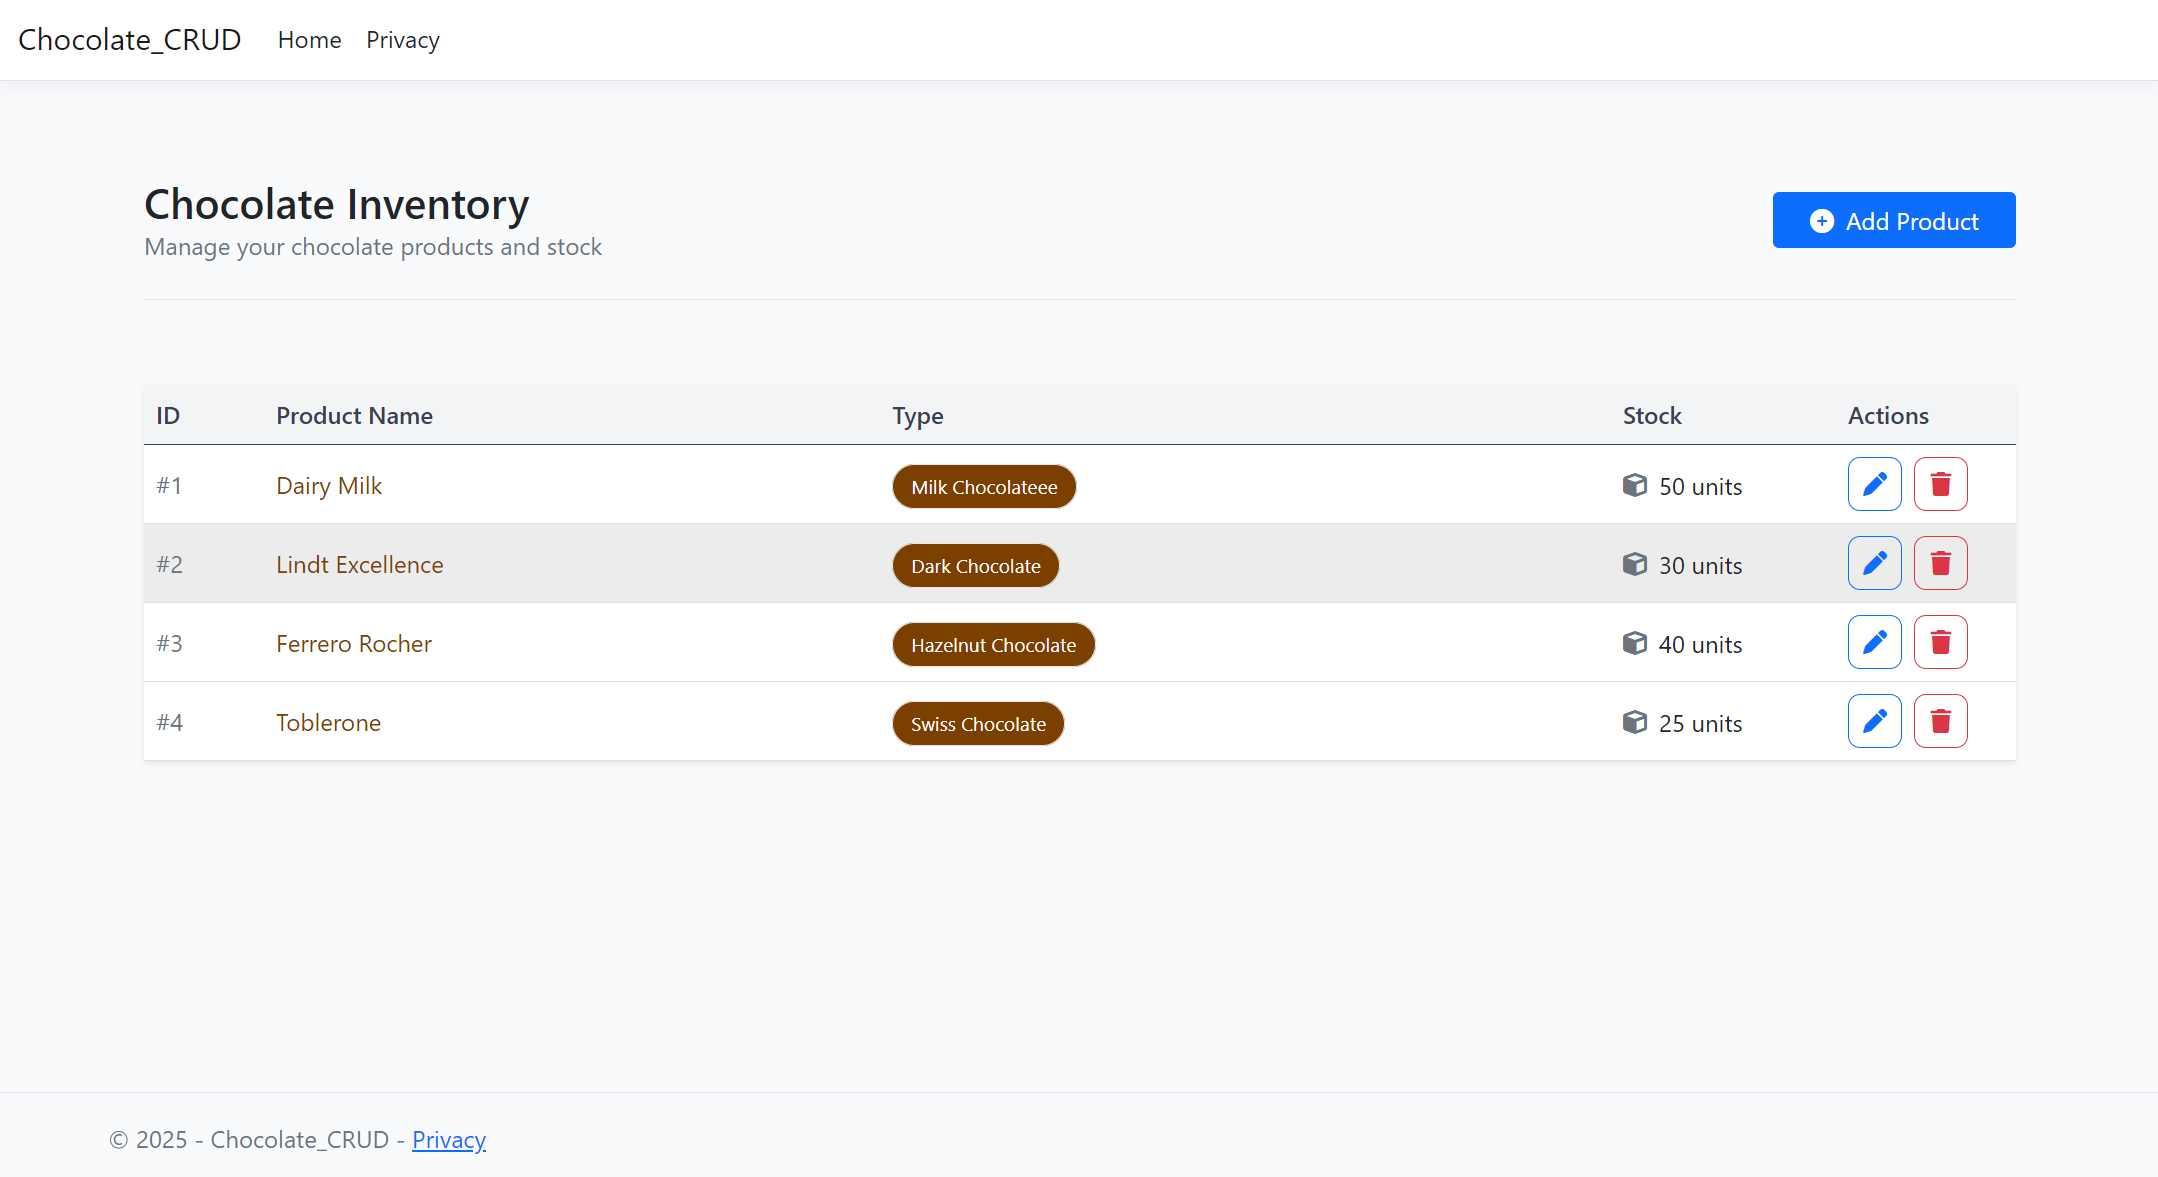 Chocolate_CRUD Home Privacy
Chocolate Inventory
Manage your chocolate products and stock
Add Product
ID Product Name Type Stock Actions
#1 Dairy Milk Milk Chocolateee 50 units
#2 Lindt Excellence Dark Chocolate 30 units
#3 Ferrero Rocher Hazelnut Chocolate 40 units
#4 Toblerone Swiss Chocolate 25 units
© 2025 - Chocolate_CRUD - Privacy